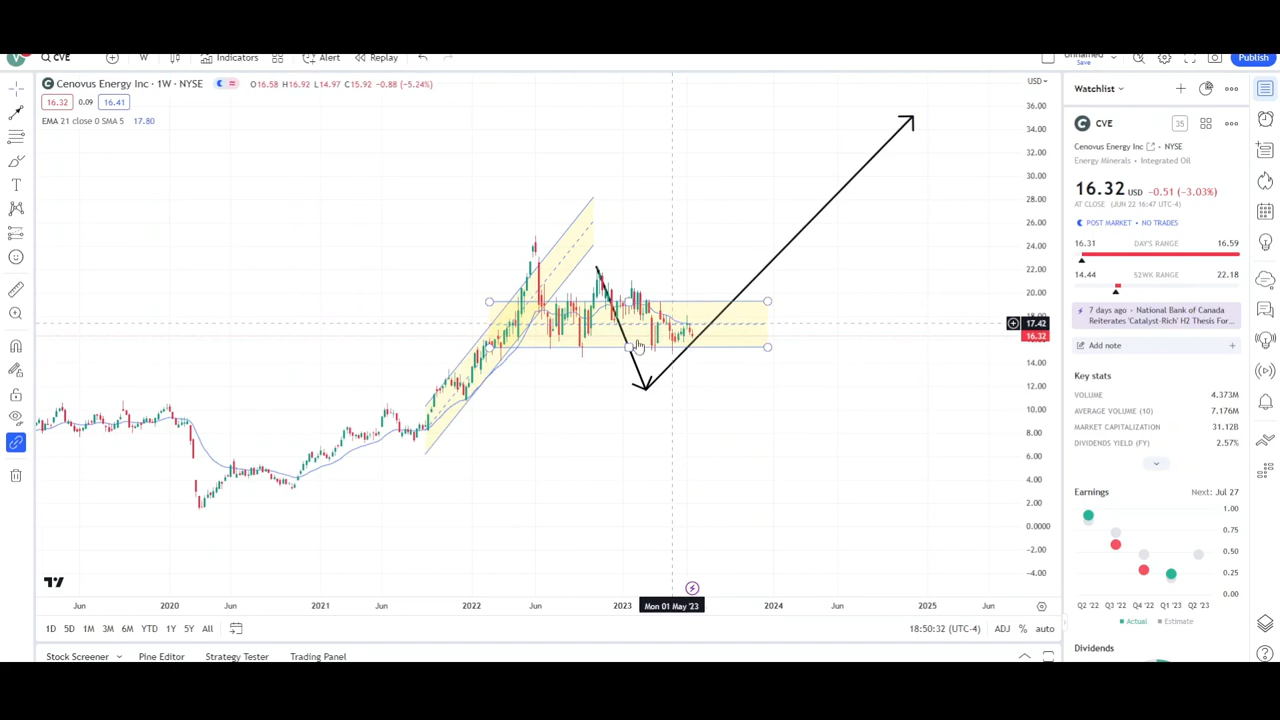 CVE
W
Indicators
Alert
Replay
Save
Publish
Cenovus Energy Inc · 1W · NYSE
O16.58 H16.92 L14.97 C15.92 −0.88 (−5.24%)
16.32 0.09 16.41
EMA 21 close 0 SMA 5 17.80
USD
36.00
34.00
32.00
30.00
28.00
26.00
24.00
22.00
20.00
17.42
16.32
14.00
12.00
10.00
8.00
6.00
4.00
2.00
0.0000
−2.00
−4.00
Jun 2020 Jun 2021 Jun 2022 Jun 2023 Mon 01 May '23 2024 Jun 2025 Jun
1D 5D 1M 3M 6M YTD 1Y 5Y All
18:50:32 (UTC-4) ADJ % auto
Stock Screener Pine Editor Strategy Tester Trading Panel
Watchlist
CVE
35
Cenovus Energy Inc · NYSE
Energy Minerals · Integrated Oil
16.32 USD −0.51 (−3.03%)
AT CLOSE (JUN 22 16:47 UTC-4)
POST MARKET · NO TRADES
16.31 DAY'S RANGE 16.59
14.44 52WK RANGE 22.18
7 days ago · National Bank of Canada
Reiterates 'Catalyst-Rich' H2 Thesis For...
Add note
Key stats
VOLUME 4.373M
AVERAGE VOLUME (10) 7.176M
MARKET CAPITALIZATION 31.12B
DIVIDENDS YIELD (FY) 2.57%
Earnings Next: Jul 27
1.00
0.75
0.50
0.25
0.00
Q2 '22 Q3 '22 Q4 '22 Q1 '23 Q2 '23
Actual Estimate
Dividends